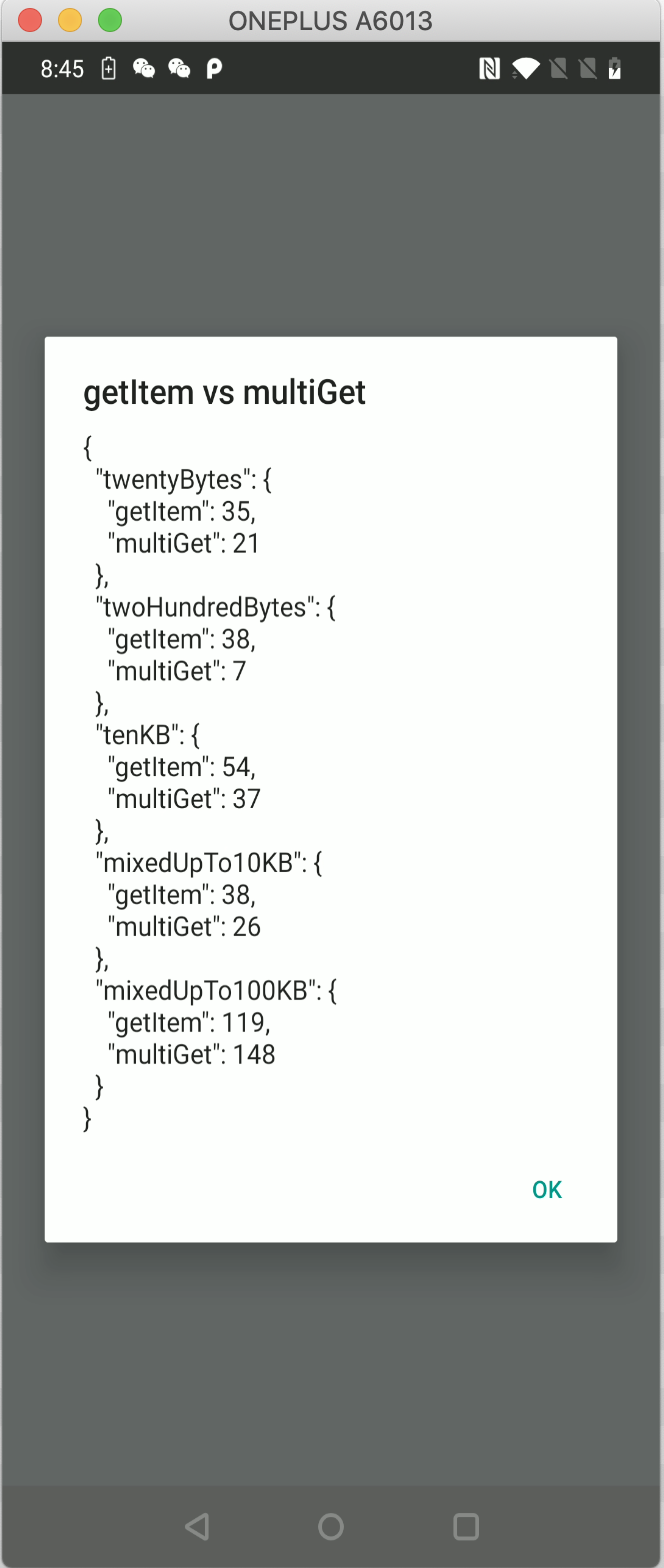 ONEPLUS A6013
8:45
getItem vs multiGet
{
"twentyBytes": {
"getItem": 35,
"multiGet": 21
},
"twoHundredBytes": {
"getItem": 38,
"multiGet": 7
},
"tenKB": {
"getItem": 54,
"multiGet": 37
},
"mixedUpTo10KB": {
"getItem": 38,
"multiGet": 26
},
"mixedUpTo100KB": {
"getItem": 119,
"multiGet": 148
}
}
OK